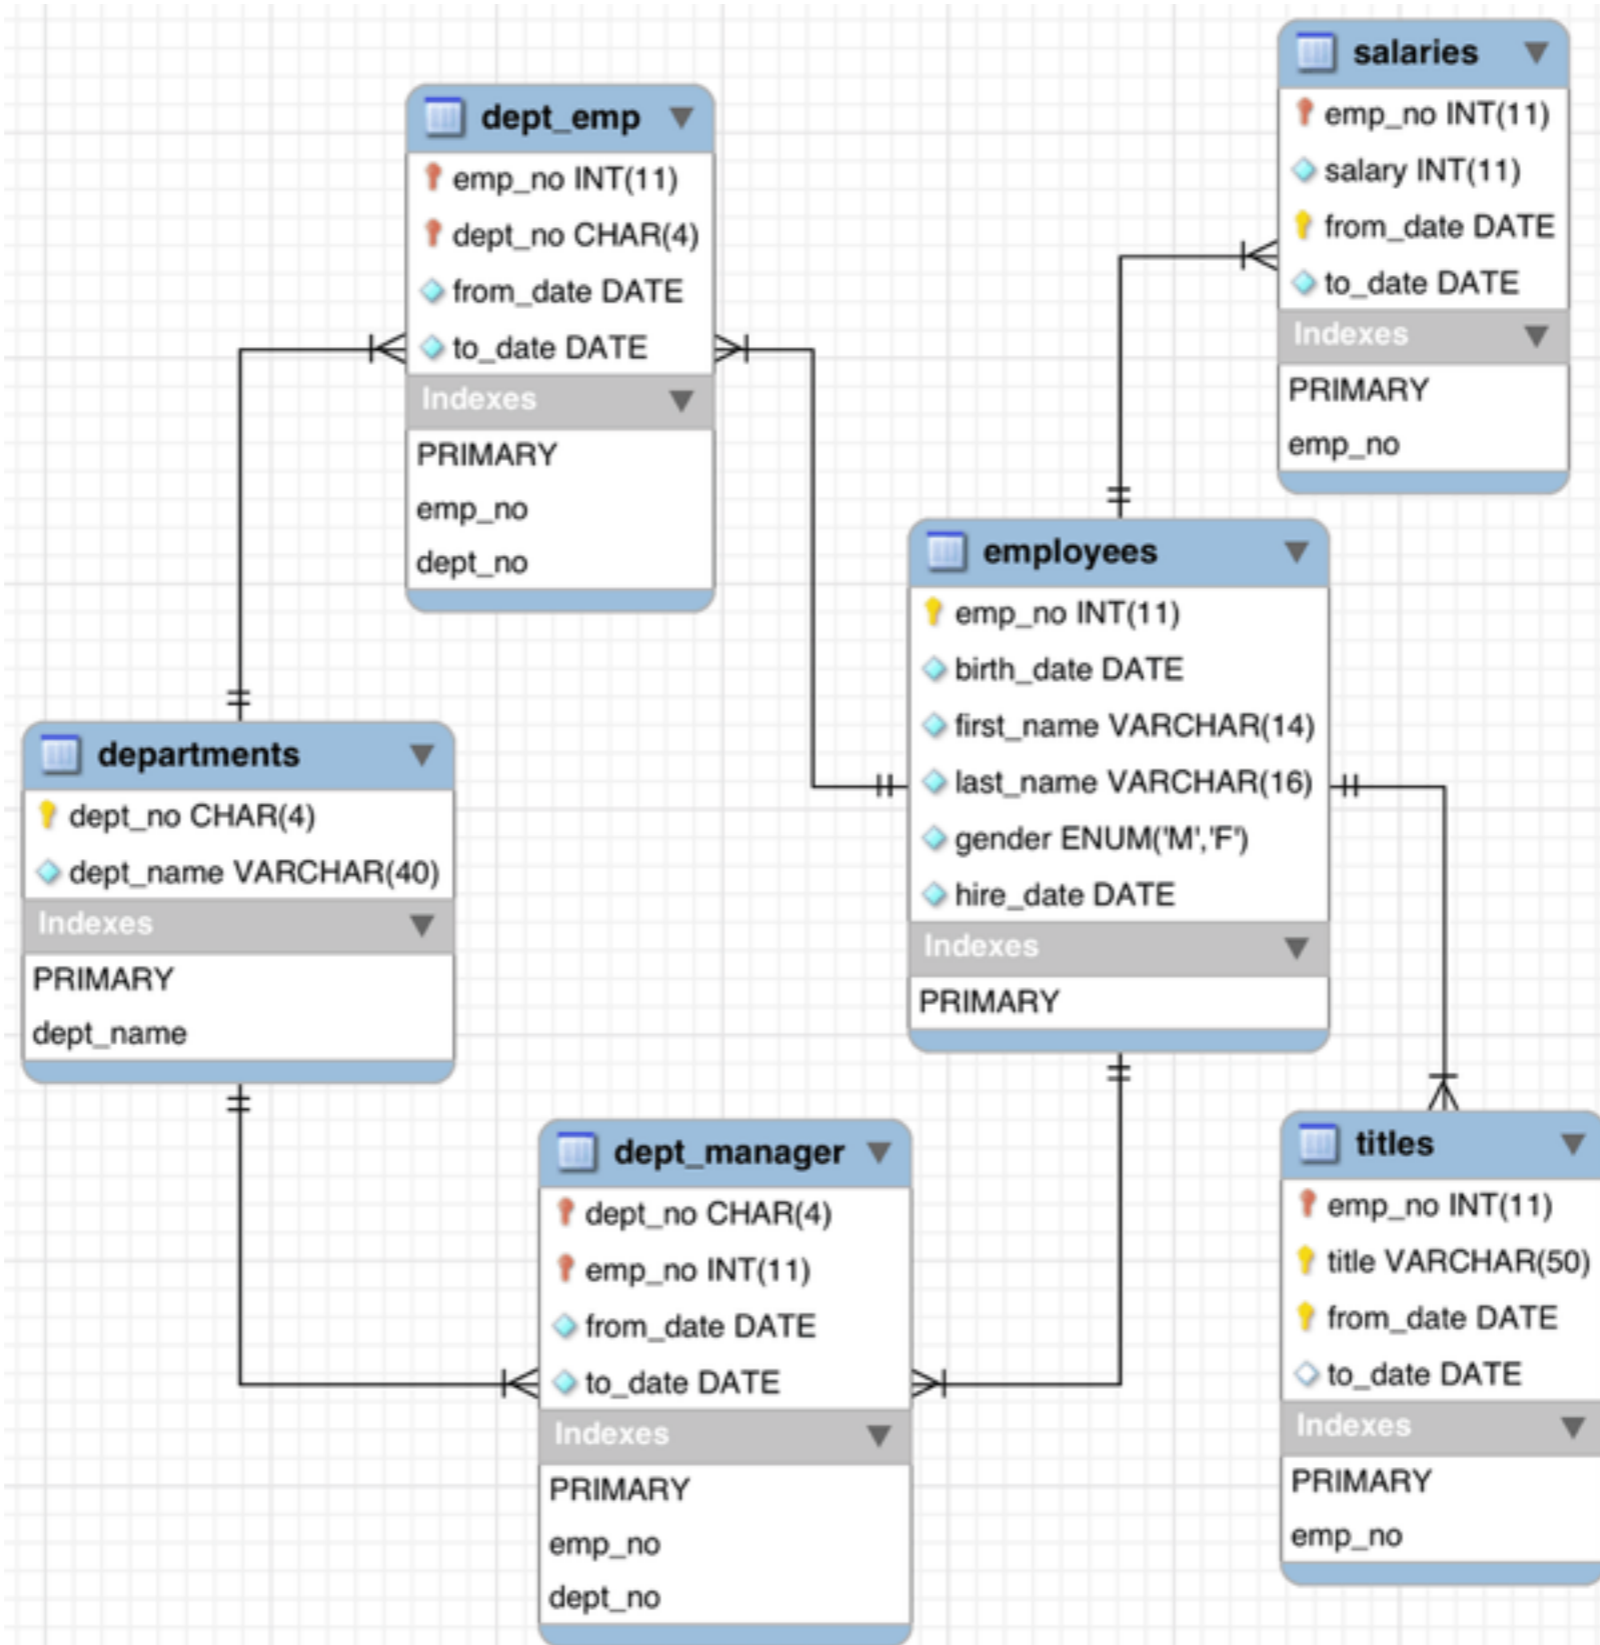 salaries
emp_no INT(11)
salary INT(11)
from_date DATE
to_date DATE
Indexes
PRIMARY
emp_no
dept_emp
emp_no INT(11)
dept_no CHAR(4)
from_date DATE
to_date DATE
Indexes
PRIMARY
emp_no
dept_no
employees
emp_no INT(11)
birth_date DATE
first_name VARCHAR(14)
last_name VARCHAR(16)
gender ENUM('M','F')
hire_date DATE
Indexes
PRIMARY
departments
dept_no CHAR(4)
dept_name VARCHAR(40)
Indexes
PRIMARY
dept_name
dept_manager
dept_no CHAR(4)
emp_no INT(11)
from_date DATE
to_date DATE
Indexes
PRIMARY
emp_no
dept_no
titles
emp_no INT(11)
title VARCHAR(50)
from_date DATE
to_date DATE
Indexes
PRIMARY
emp_no